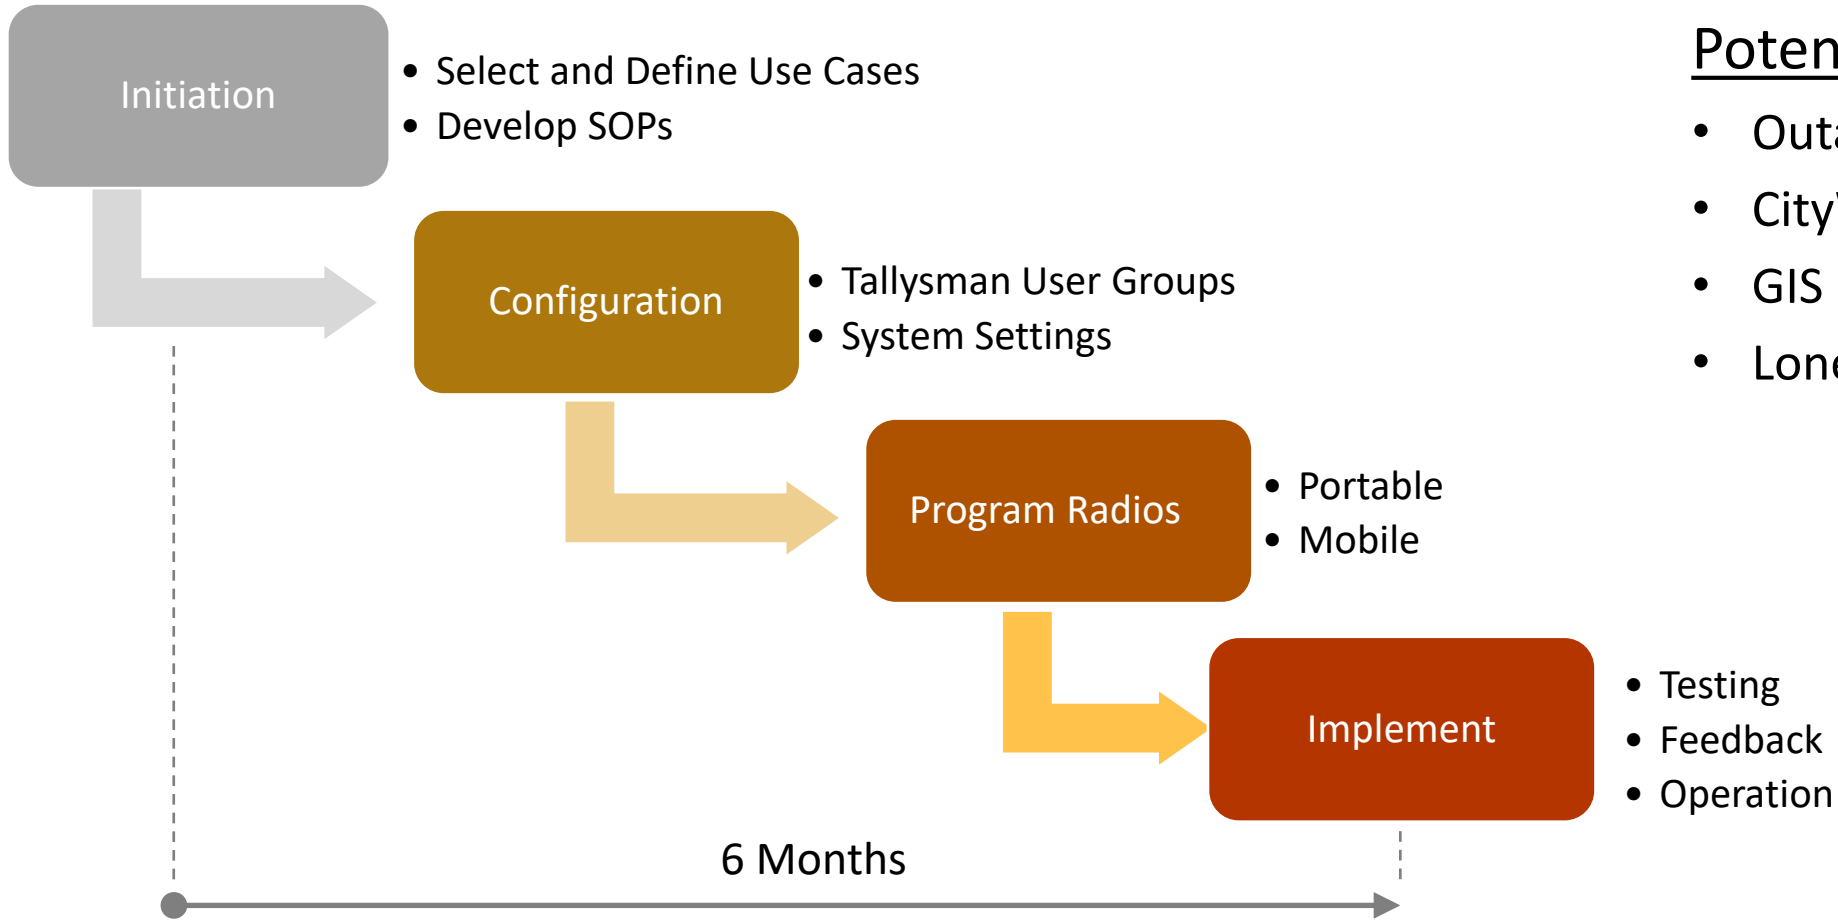 Initiation
• Select and Define Use Cases
• Develop SOPs
Configuration
• Tallysman User Groups
• System Settings
Program Radios
• Portable
• Mobile
Implement
• Testing
• Feedback
• Operation
6 Months
•
•
• GIS
•